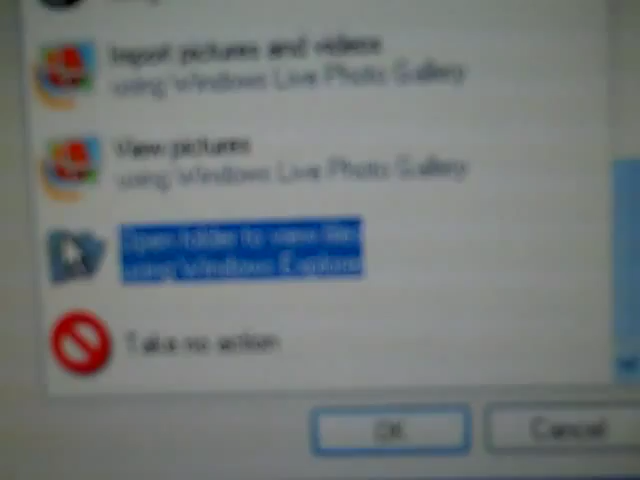 Import pictures and videos
using Windows Live Photo Gallery
View pictures
using Windows Live Photo Gallery
Open folder to view files
using Windows Explorer
Take no action
OK
Cancel